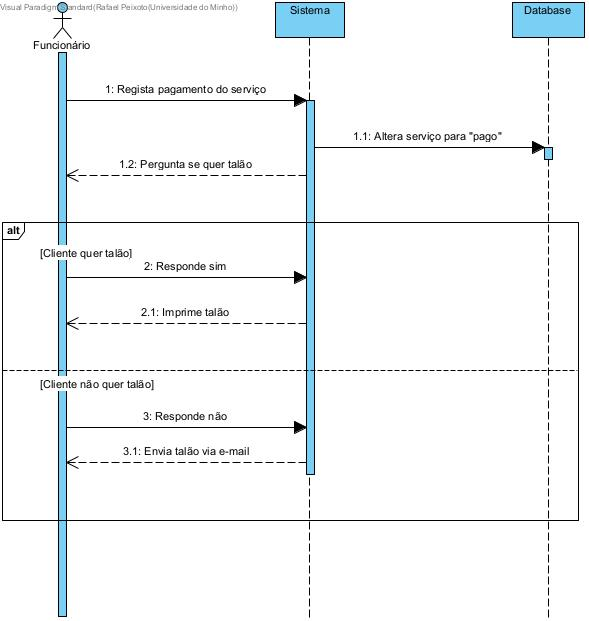 Visual Paradigm Standard(Rafael Peixoto(Universidade do Minho))
Sistema
Database
Funcionário
1: Regista pagamento do serviço
1.1: Altera serviço para "pago"
1.2: Pergunta se quer talão
alt
[Cliente quer talão]
2: Responde sim
2.1: Imprime talão
[Cliente não quer talão]
3: Responde não
3.1: Envia talão via e-mail